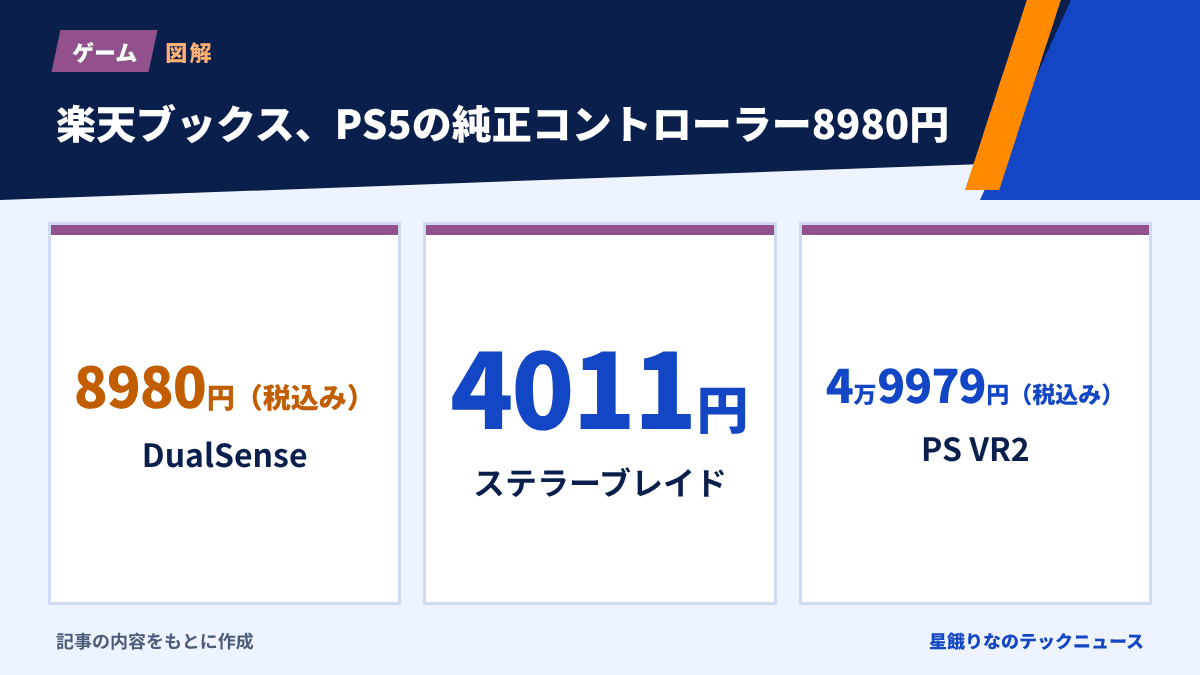 ゲーム 図解
楽天ブックス、PS5の純正コントローラー8980円
8980円（税込み）
DualSense
4011円
ステラーブレイド
4万9979円（税込み）
PS VR2
記事の内容をもとに作成
星餓りなのテックニュース